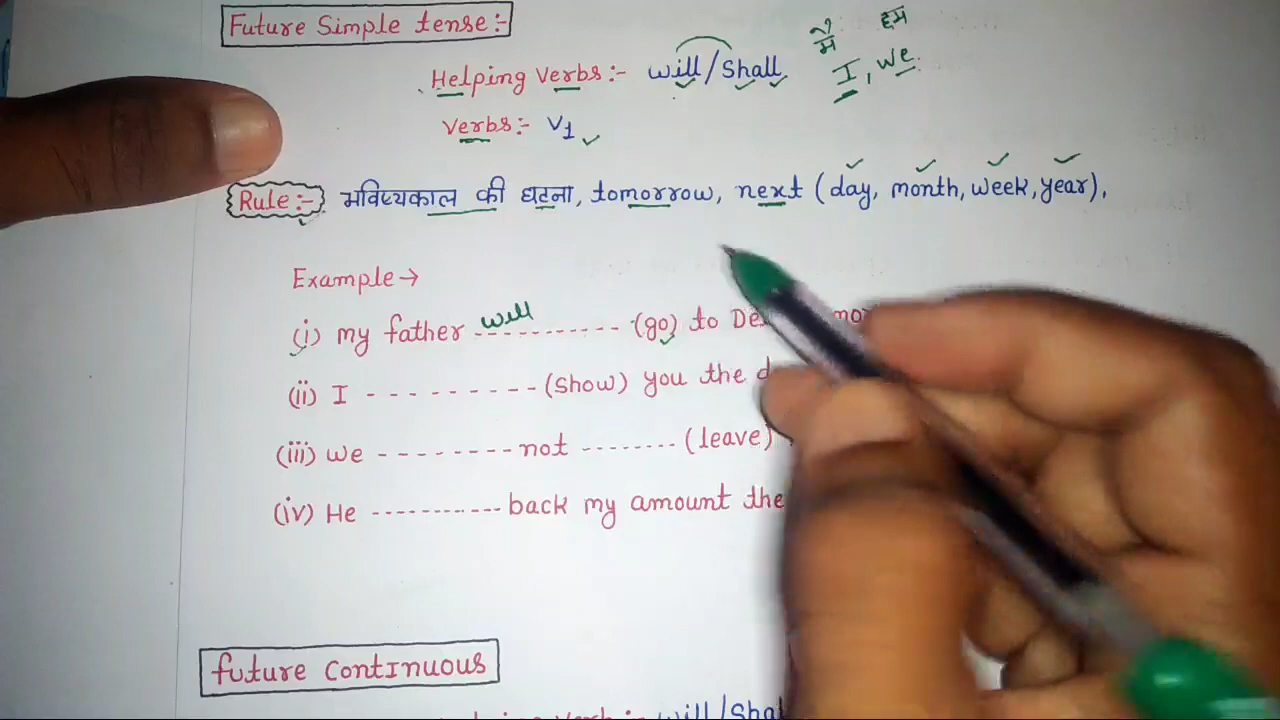 Future Simple tense:-
मैं हम
Helping Verbs:- will/Shall I, we
Verbs:- V1
Rule:- भविष्यकाल की घटना, tomorrow, next (day, month, week, year),
Example→
(i) my father will ----------- (go) to
(ii) I --------- (Show) you the
(iii) we -------- not -------- (leave)
(iv) He ----------- back my amount the
future Continuous
will/Shal